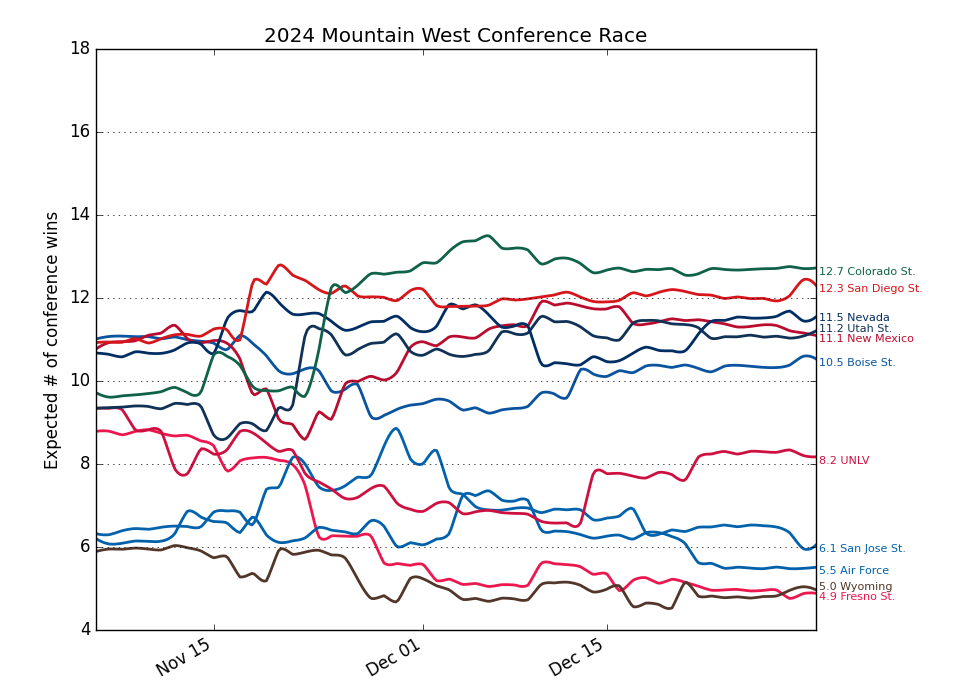 2024 Mountain West Conference Race
Expected # of conference wins
18
16
14
12
10
8
6
4
Nov 15
Dec 01
Dec 15
12.7 Colorado St.
12.3 San Diego St.
11.5 Nevada
11.2 Utah St.
11.1 New Mexico
10.5 Boise St.
8.2 UNLV
6.1 San Jose St.
5.5 Air Force
5.0 Wyoming
4.9 Fresno St.